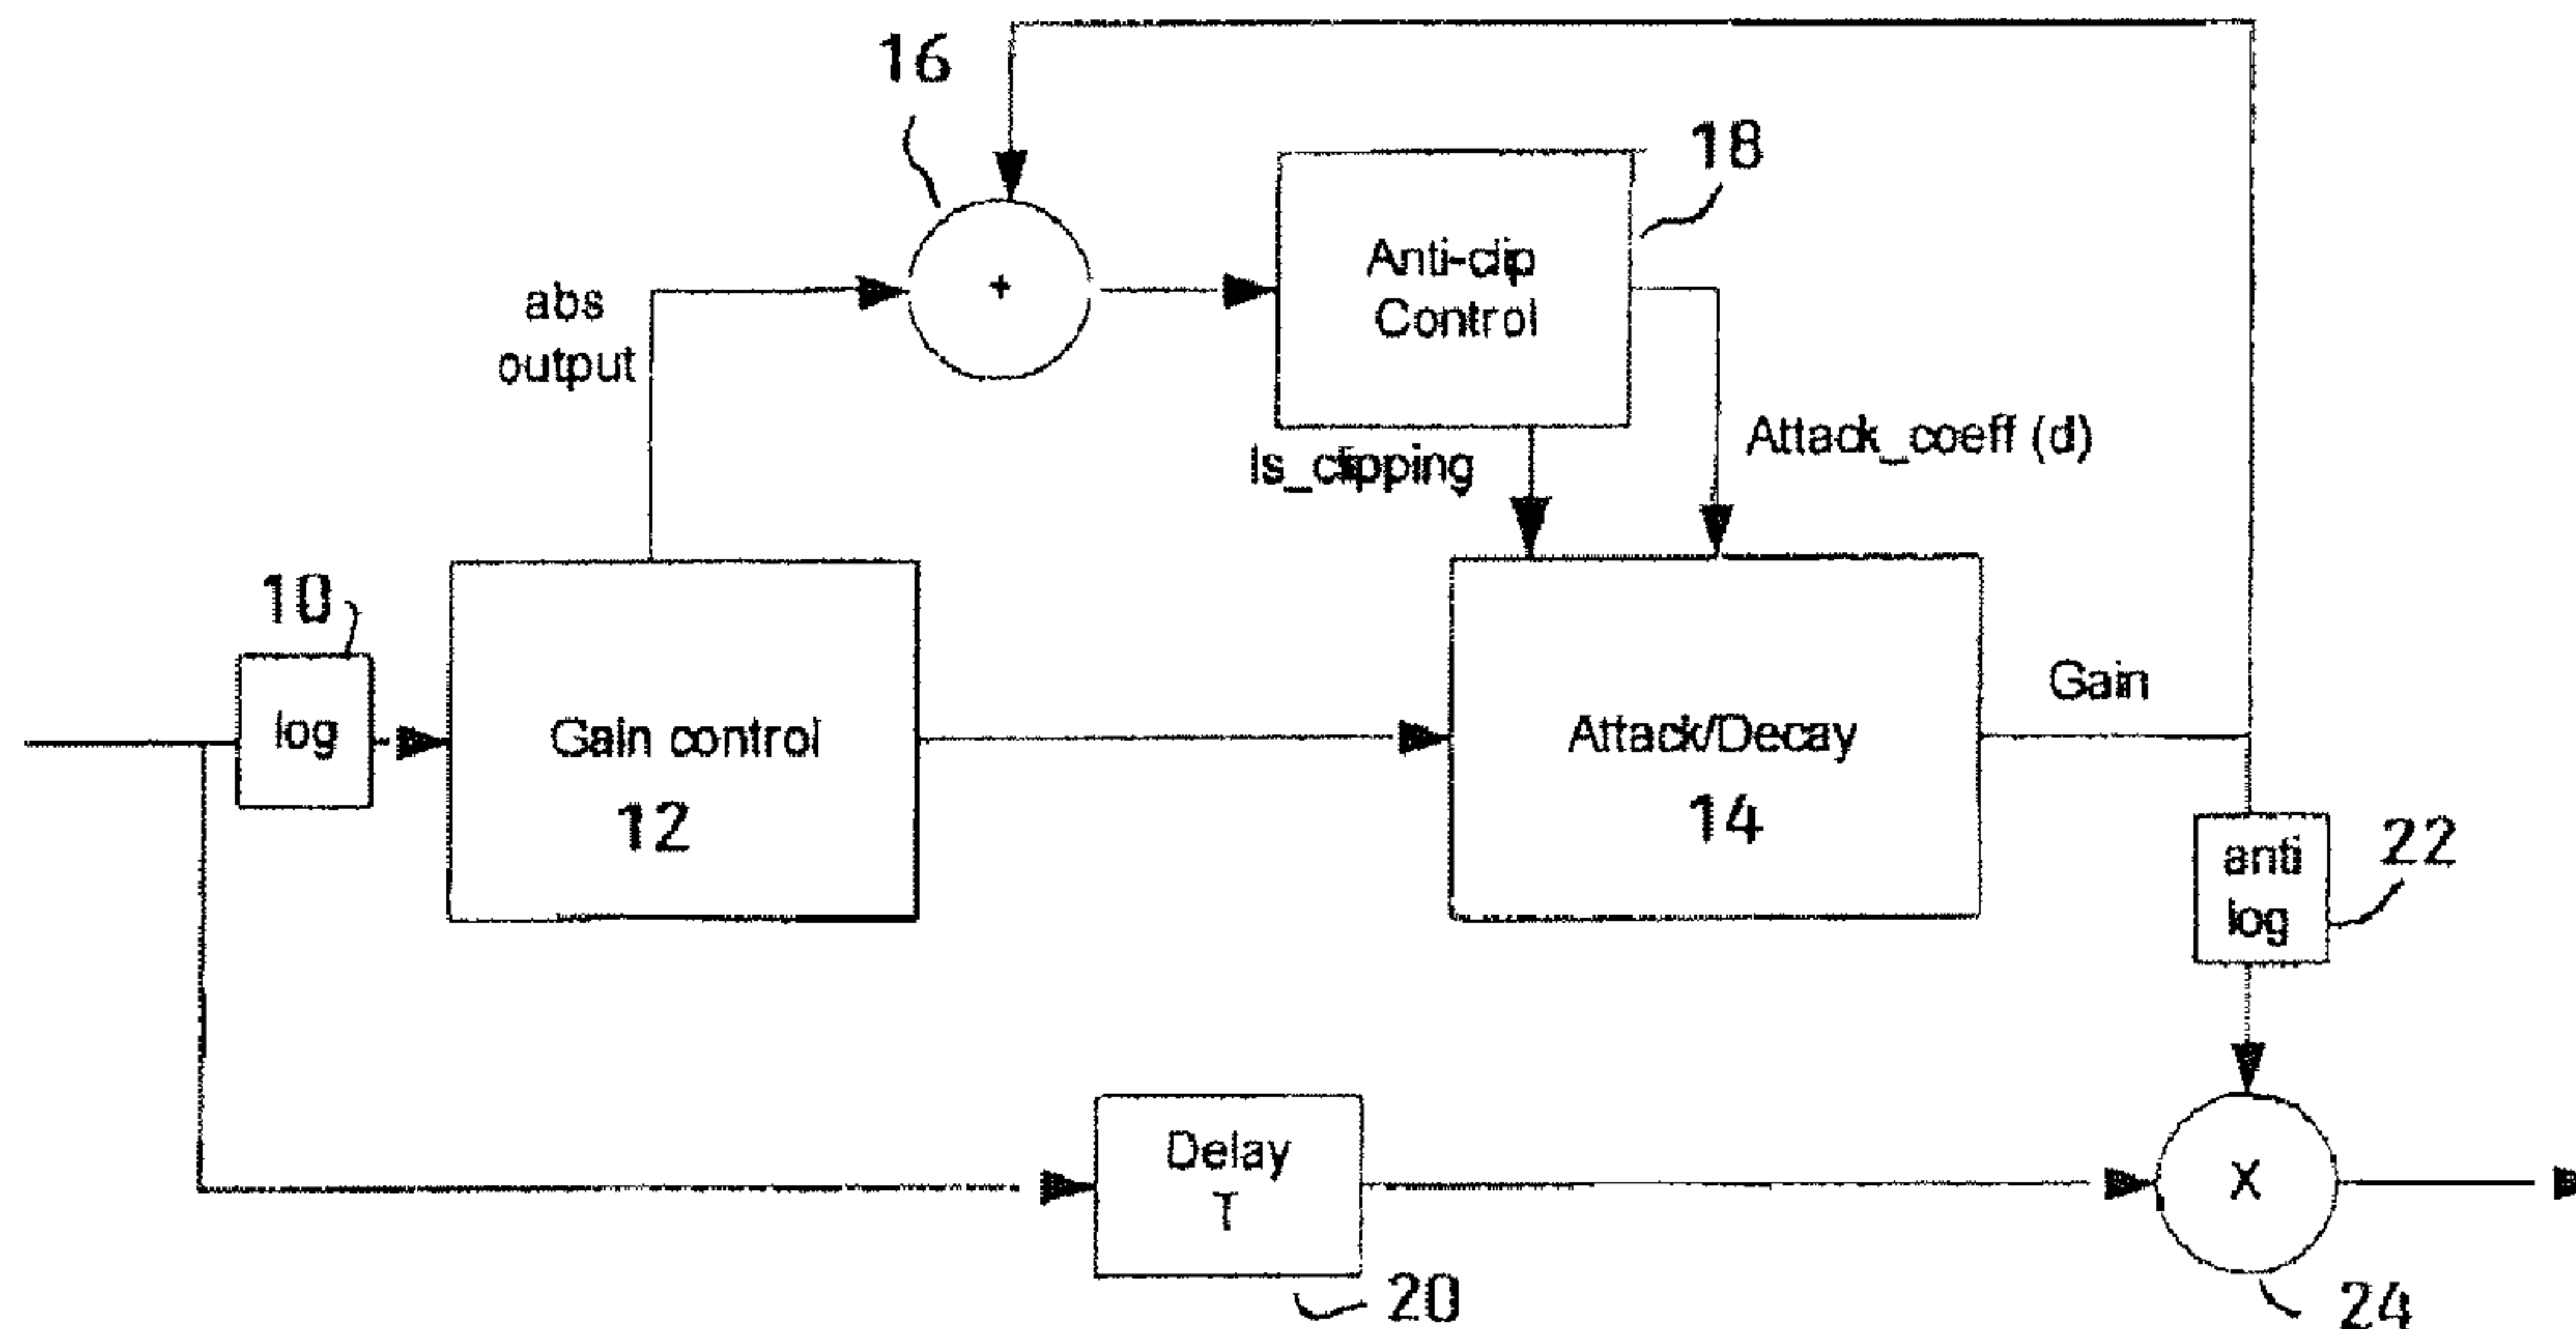 16
18
Anti-clip
Control
+
abs
output
Attack_coeff (d)
Is_clipping
10
log
Gain control
12
Attack/Decay
14
Gain
anti
log
22
Delay
T
20
X
24